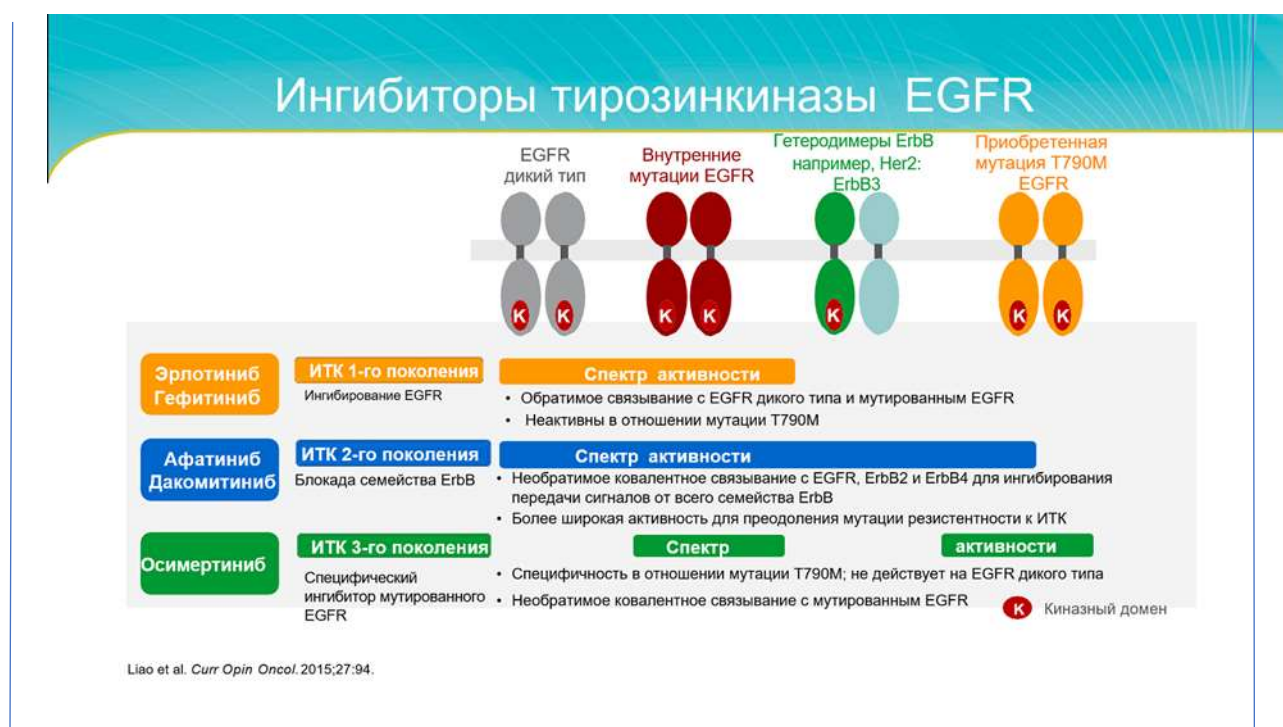 Ингибиторы тирозинкиназы EGFR
EGFR
дикий тип
Внутренние
мутации EGFR
Гетеродимеры ErbB
например, Her2:
ErbB3
Приобретенная
мутация T790M
EGFR
К К К К К К К
Эрлотиниб
Гефитиниб
ИТК 1-го поколения
Ингибирование EGFR
Спектр активности
• Обратимое связывание с EGFR дикого типа и мутированным EGFR
• Неактивны в отношении мутации T790M
Афатиниб
Дакомитиниб
ИТК 2-го поколения
Блокада семейства ErbB
Спектр активности
• Необратимое ковалентное связывание с EGFR, ErbB2 и ErbB4 для ингибирования
передачи сигналов от всего семейства ErbB
• Более широкая активность для преодоления мутации резистентности к ИТК
Осимертиниб
ИТК 3-го поколения
Специфический
ингибитор мутированного
EGFR
Спектр активности
• Специфичность в отношении мутации T790M; не действует на EGFR дикого типа
• Необратимое ковалентное связывание с мутированным EGFR
К Киназный домен
Liao et al. Curr Opin Oncol. 2015;27:94.